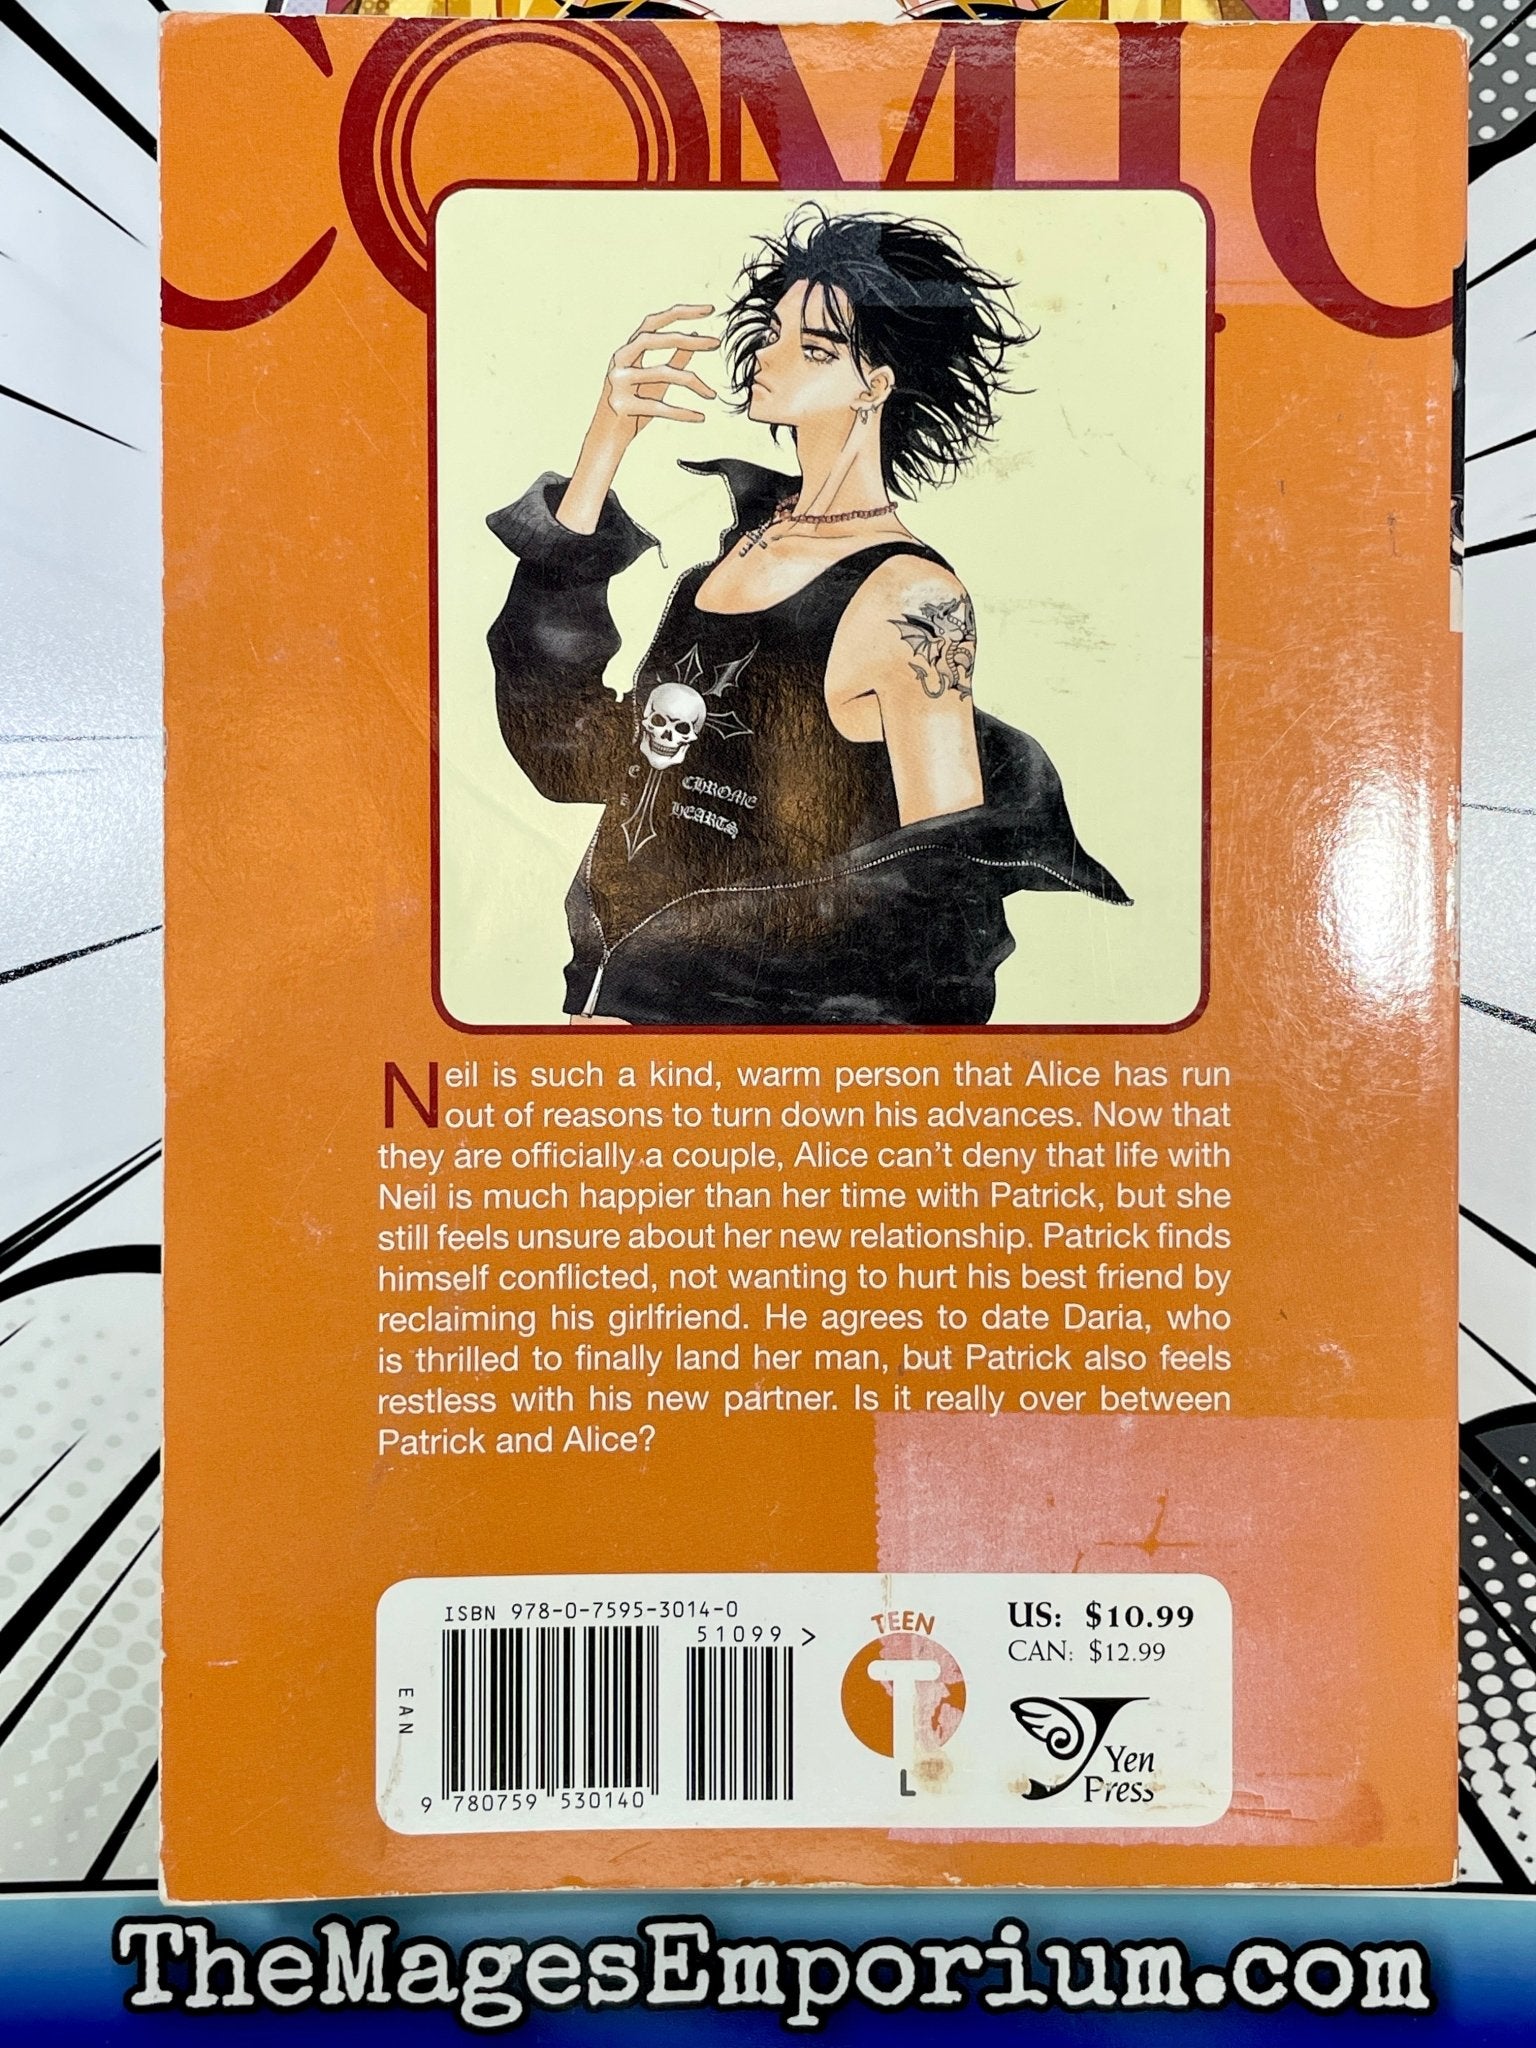 COMIC
CHROME
HEARTS
Neil is such a kind, warm person that Alice has run
out of reasons to turn down his advances. Now that
they are officially a couple, Alice can't deny that life with
Neil is much happier than her time with Patrick, but she
still feels unsure about her new relationship. Patrick finds
himself conflicted, not wanting to hurt his best friend by
reclaiming his girlfriend. He agrees to date Daria, who
is thrilled to finally land her man, but Patrick also feels
restless with his new partner. Is it really over between
Patrick and Alice?
ISBN 978-0-7595-3014-0
51099 >
EAN
9 780759 530140
TEEN
T
L
US: $10.99
CAN: $12.99
Yen
Press
TheMagesEmporium.com